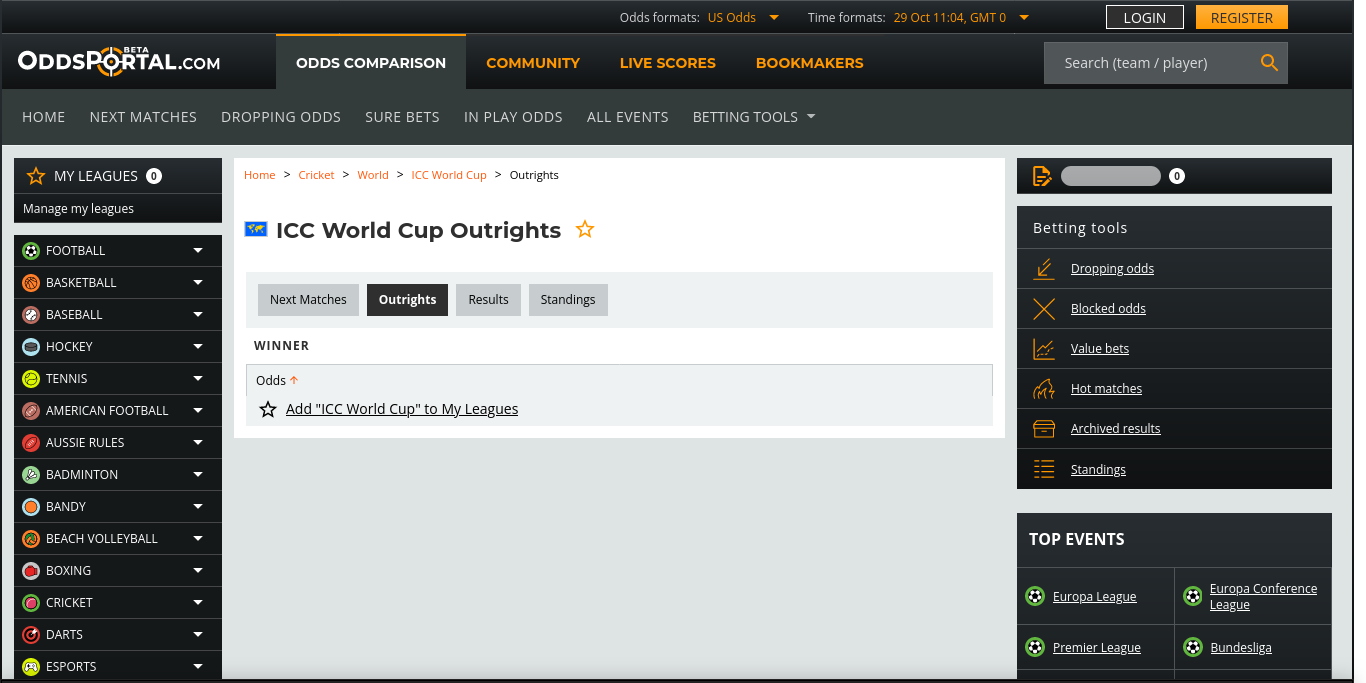 Odds formats: US Odds Time formats: 29 Oct 11:04, GMT 0 LOGIN REGISTER
ODDSPORTAL.COM BETA
ODDS COMPARISON COMMUNITY LIVE SCORES BOOKMAKERS Search (team / player)
HOME NEXT MATCHES DROPPING ODDS SURE BETS IN PLAY ODDS ALL EVENTS BETTING TOOLS
MY LEAGUES 0
Manage my leagues
FOOTBALL
BASKETBALL
BASEBALL
HOCKEY
TENNIS
AMERICAN FOOTBALL
AUSSIE RULES
BADMINTON
BANDY
BEACH VOLLEYBALL
BOXING
CRICKET
DARTS
ESPORTS
Home > Cricket > World > ICC World Cup > Outrights
ICC World Cup Outrights
Next Matches Outrights Results Standings
WINNER
Odds
Add "ICC World Cup" to My Leagues
0
Betting tools
Dropping odds
Blocked odds
Value bets
Hot matches
Archived results
Standings
TOP EVENTS
Europa League
Europa Conference
League
Premier League
Bundesliga